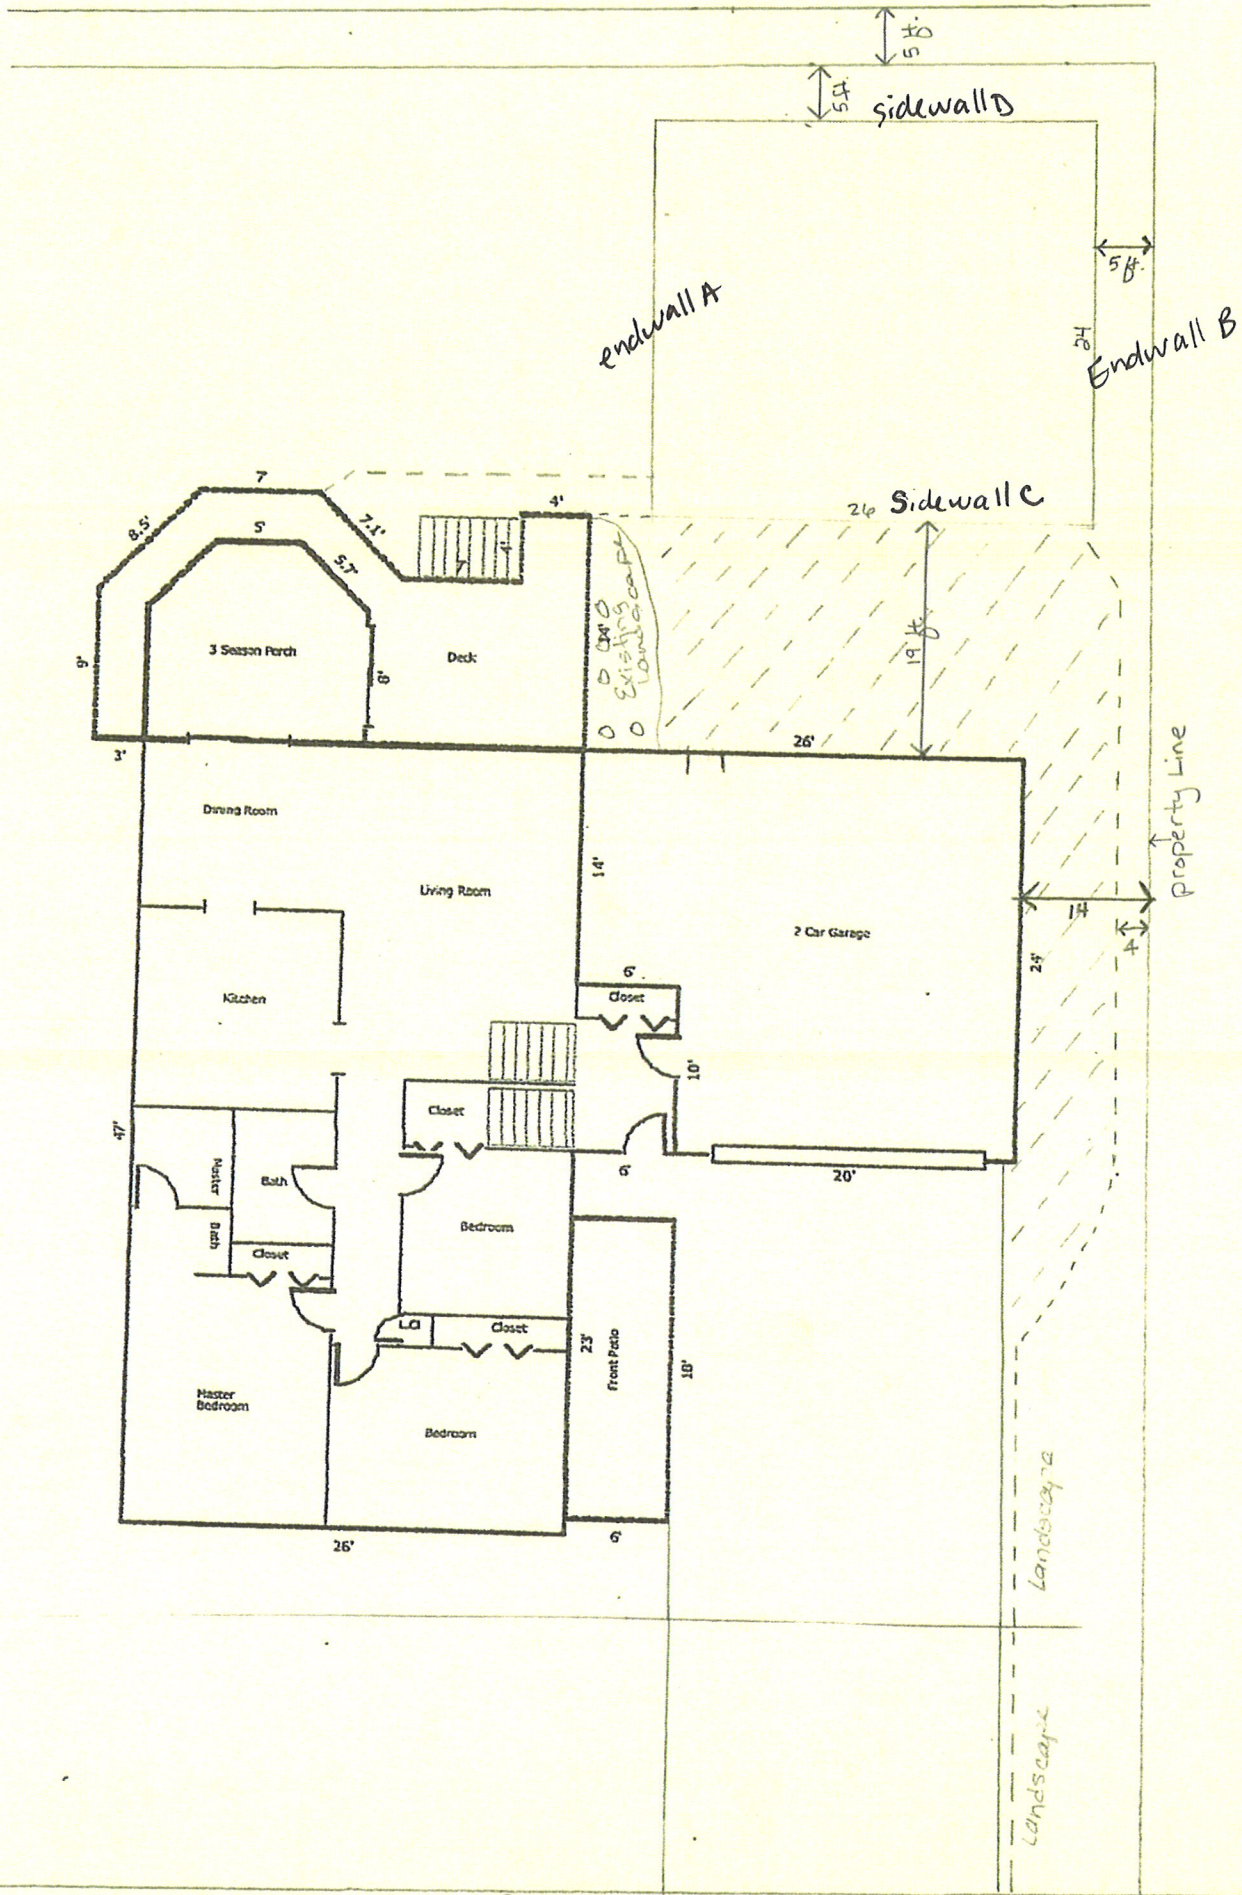 5 ft.
5 ft.
sidewall D
5 ft.
endwall A
24
Endwall B
7
4'
26 Sidewall C
8.5'
5'
7.1'
4'
5.7'
7
3 Season Porch
Deck
9'
8'
Existing
Landscape
19 ft
3'
26'
Dining Room
Living Room
14'
2 Car Garage
property Line
14
4
24'
Kitchen
6'
Closet
10'
Closet
47'
Master
Bath
Bath
6'
20'
Bedroom
Closet
Closet
23'
Front Patio
18'
Master
Bedroom
Bedroom
26'
6'
Landscape
Landscape